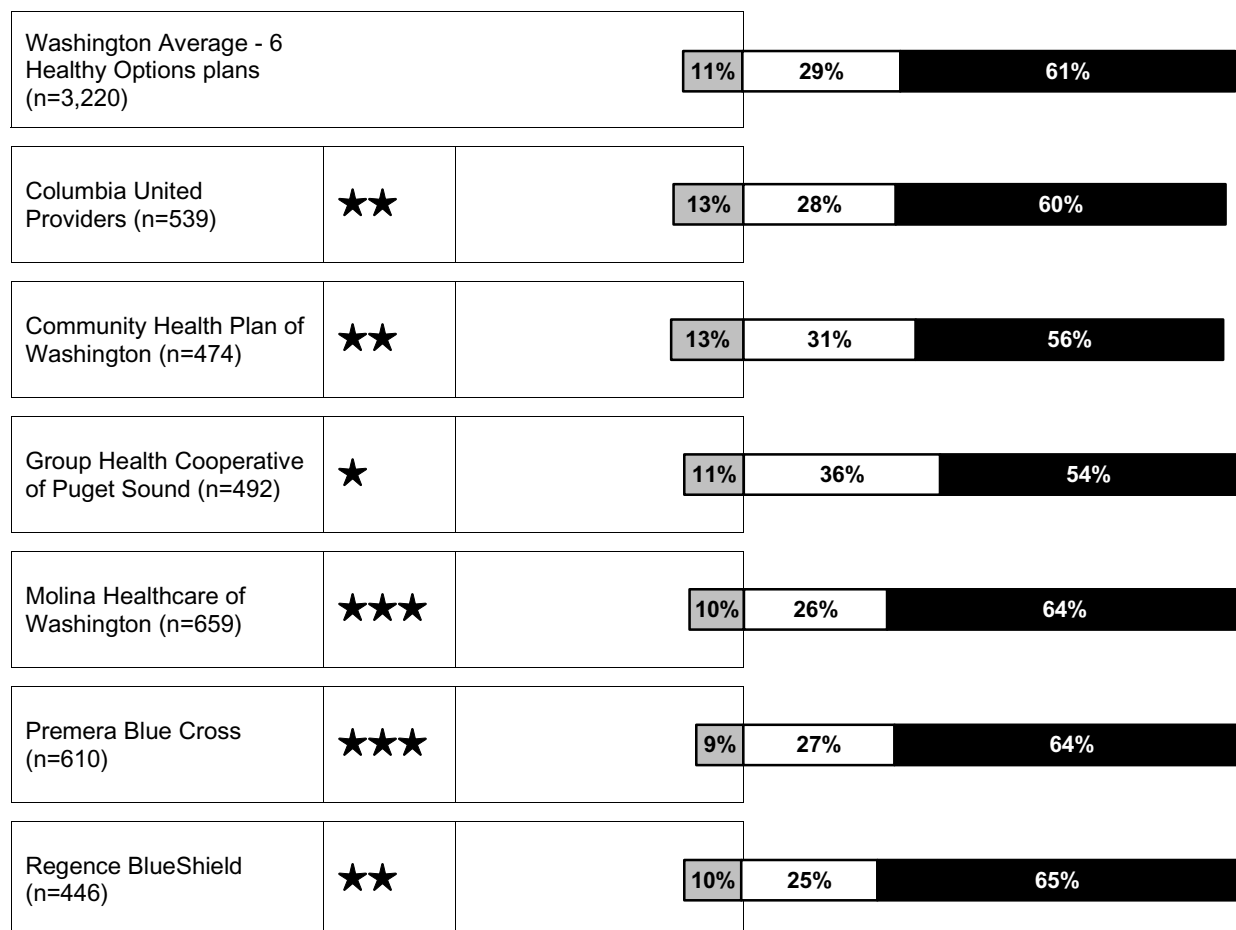 Washington Average - 6
Healthy Options plans
(n=3,220)
11% 29% 61%
Columbia United
Providers (n=539)
★★
13% 28% 60%
Community Health Plan of
Washington (n=474)
★★
13% 31% 56%
Group Health Cooperative
of Puget Sound (n=492)
★
11% 36% 54%
Molina Healthcare of
Washington (n=659)
★★★
10% 26% 64%
Premera Blue Cross
(n=610)
★★★
9% 27% 64%
Regence BlueShield
(n=446)
★★
10% 25% 65%